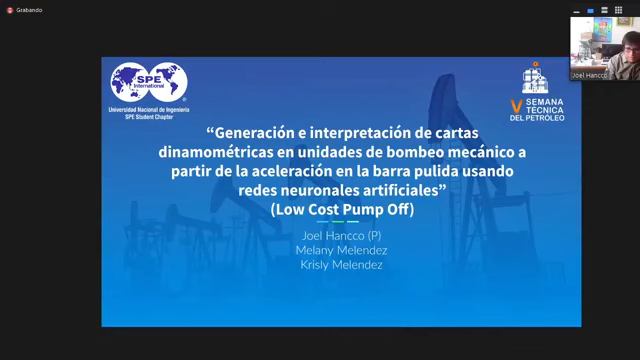 Grabando
SPE
International
Universidad Nacional de Ingeniería
SPE Student Chapter
V SEMANA
TÉCNICA
DEL PETRÓLEO
“Generación e interpretación de cartas
dinamométricas en unidades de bombeo mecánico a
partir de la aceleración en la barra pulida usando
redes neuronales artificiales”
(Low Cost Pump Off)
Joel Hancco (P)
Melany Melendez
Krisly Melendez
Joel Hancco